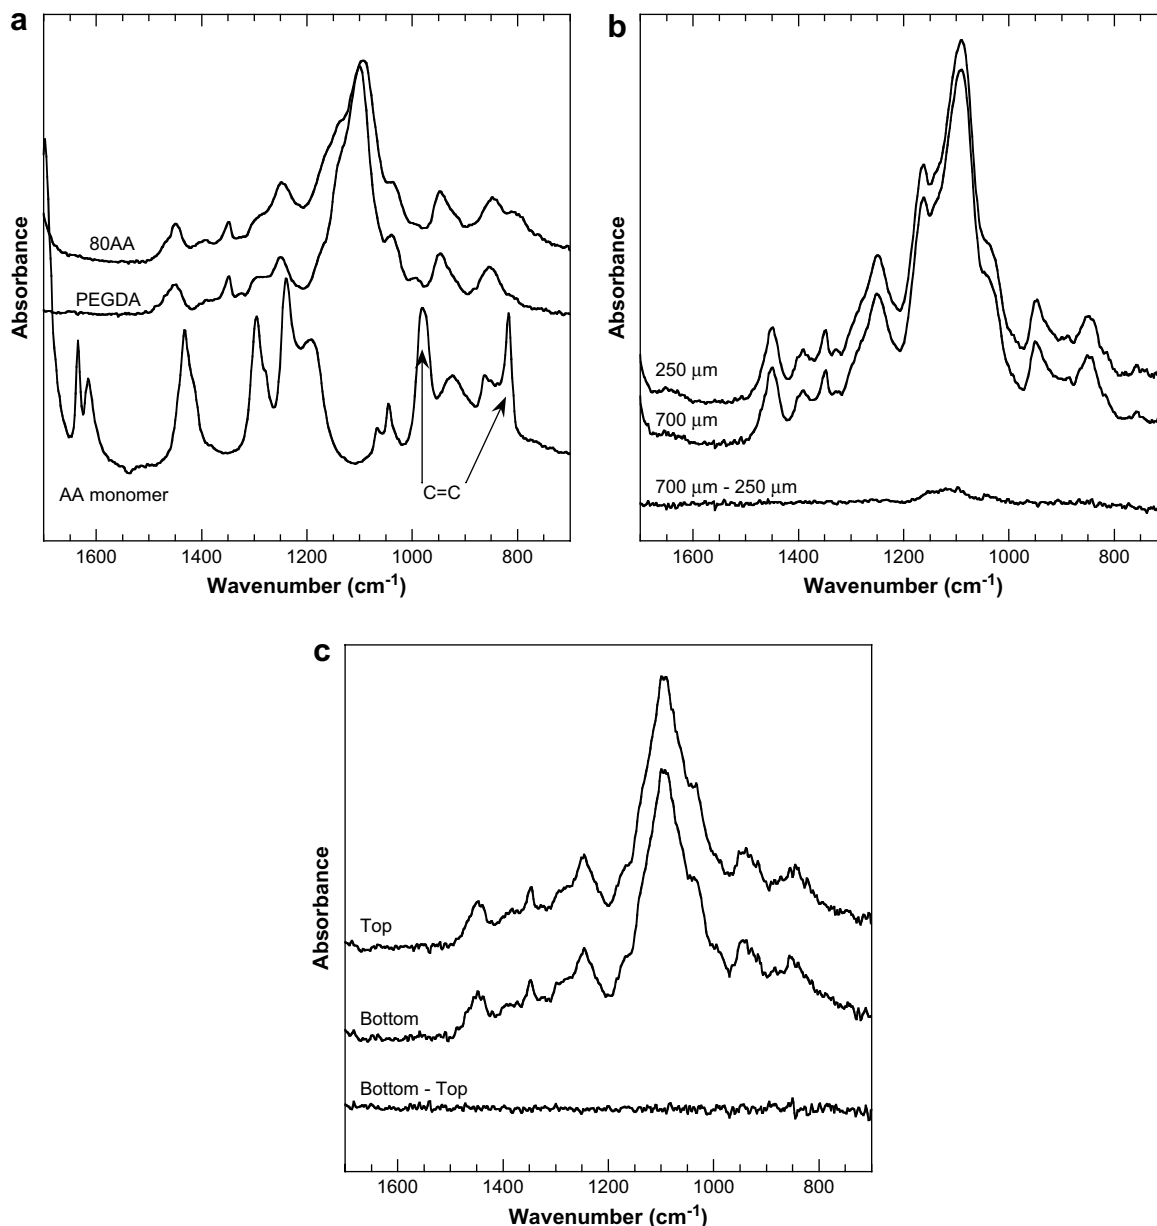 a
Absorbance
80AA
PEGDA
AA monomer
C=C
1600 1400 1200 1000 800
Wavenumber (cm⁻¹)
b
Absorbance
250 µm
700 µm
700 µm - 250 µm
1600 1400 1200 1000 800
Wavenumber (cm⁻¹)
c
Absorbance
Top
Bottom
Bottom - Top
1600 1400 1200 1000 800
Wavenumber (cm⁻¹)